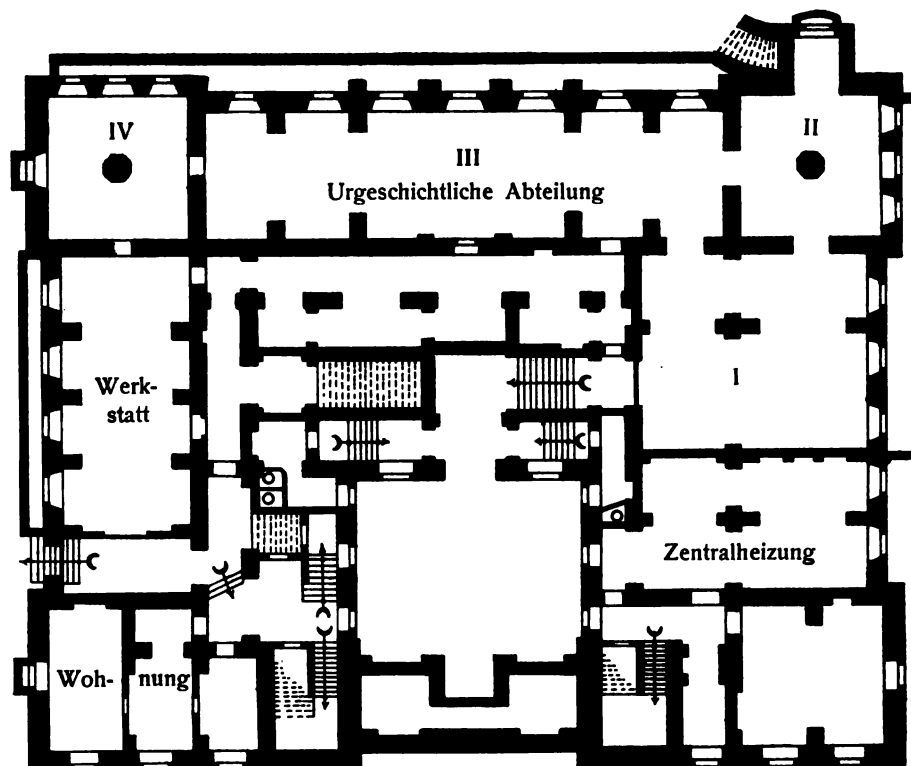 IV
II
III
Urgeschichtliche Abteilung
Werk-
statt
I
Zentralheizung
Woh- nung